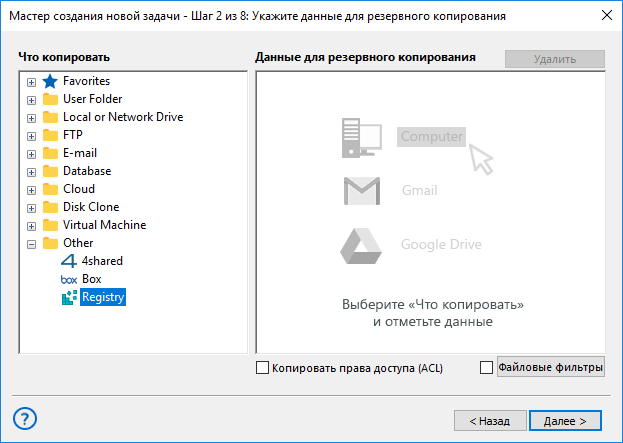 Мастер создания новой задачи - Шаг 2 из 8: Укажите данные для резервного копирования
Что копировать
Данные для резервного копирования
Удалить
Favorites
User Folder
Local or Network Drive
FTP
E-mail
Database
Cloud
Disk Clone
Virtual Machine
Other
4shared
box Box
Registry
Computer
Gmail
Google Drive
Выберите «Что копировать»
и отметьте данные
Копировать права доступа (ACL)
Файловые фильтры
?
< Назад
Далее >